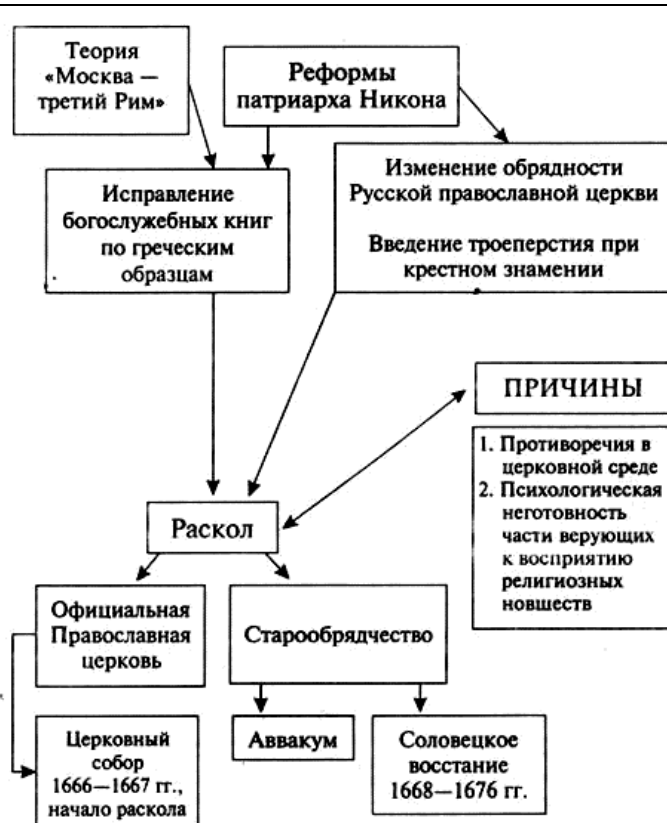 Теория
«Москва —
третий Рим»
Реформы
патриарха Никона
Исправление
богослужебных книг
по греческим
образцам
Изменение обрядности
Русской православной церкви
Введение троеперстия при
крестном знамении
ПРИЧИНЫ
1. Противоречия в
церковной среде
2. Психологическая
неготовность
части верующих
к восприятию
религиозных
новшеств
Раскол
Официальная
Православная
церковь
Старообрядчество
Церковный
собор
1666—1667 гг.,
начало раскола
Аввакум
Соловецкое
восстание
1668—1676 гг.